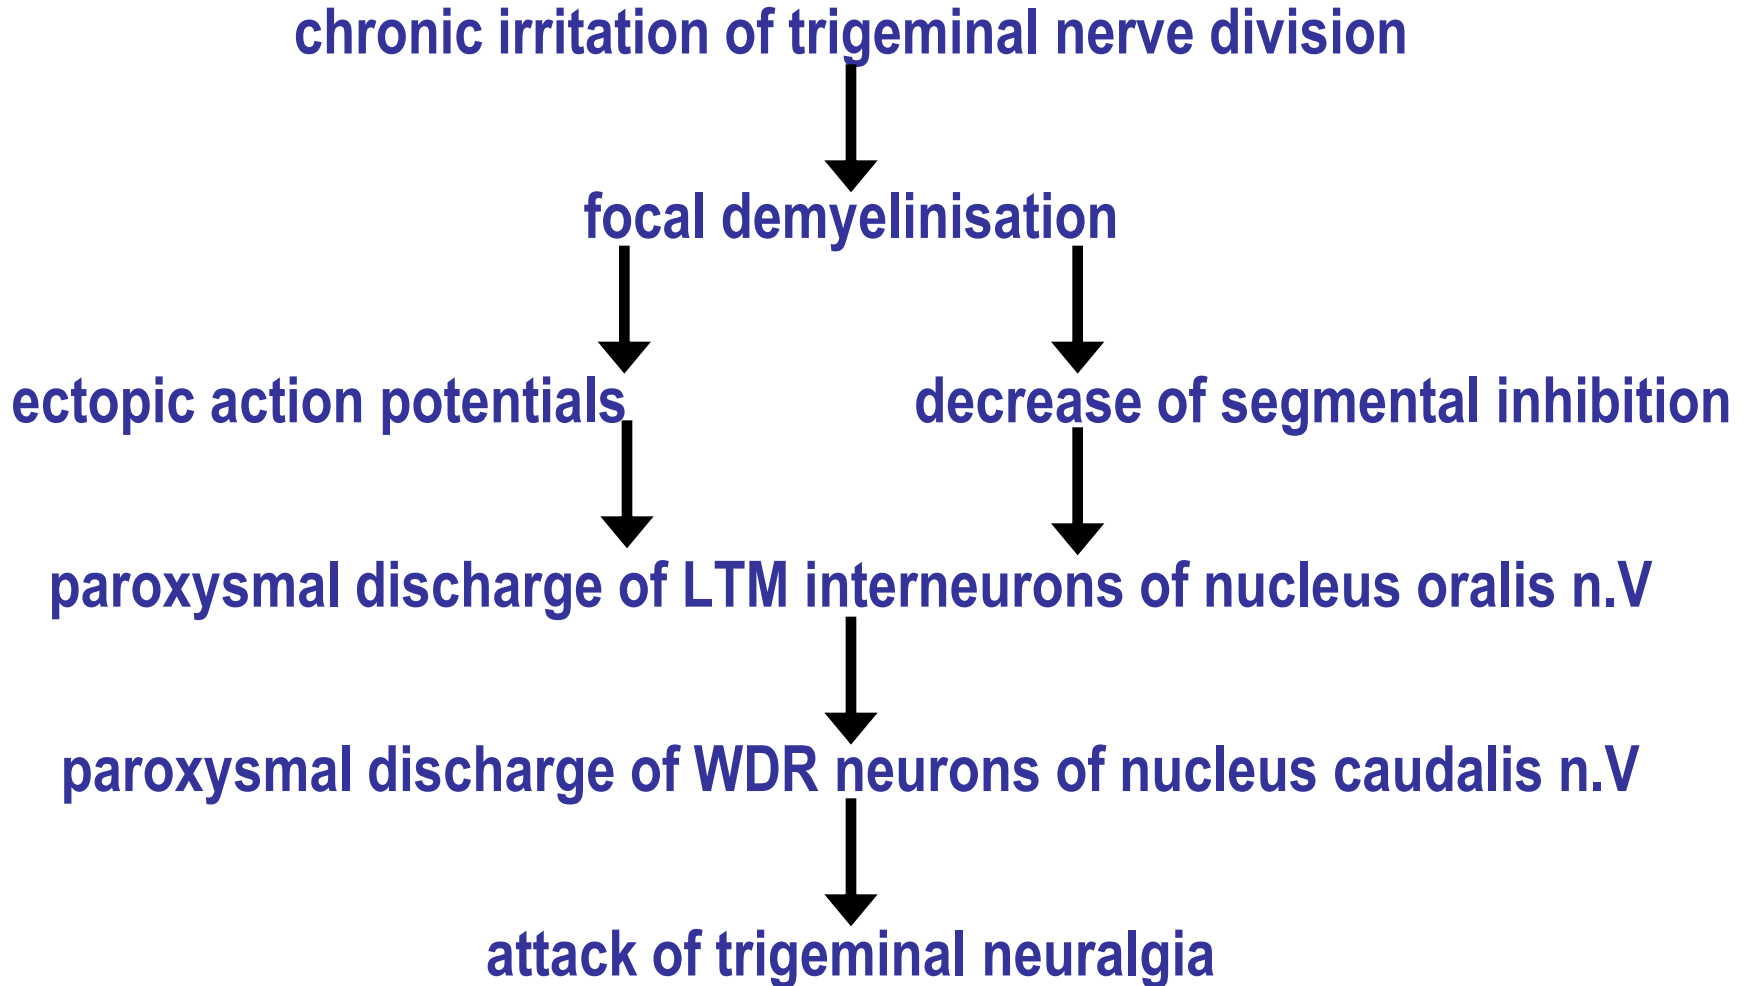 chronic irritation of trigeminal nerve division
focal demyelinisation
ectopic action potentials
decrease of segmental inhibition
paroxysmal discharge of LTM interneurons of nucleus oralis n.V
paroxysmal discharge of WDR neurons of nucleus caudalis n.V
attack of trigeminal neuralgia